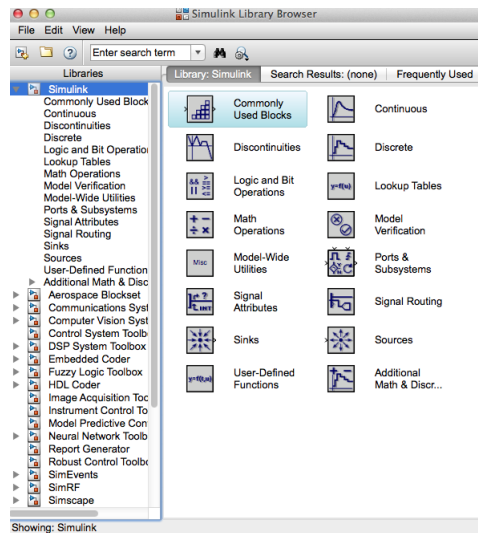 Simulink Library Browser
File Edit View Help
Enter search term
Libraries
Library: Simulink
Search Results: (none)
Frequently Used
Simulink
Commonly Used Block
Continuous
Discontinuities
Discrete
Logic and Bit Operatio
Lookup Tables
Math Operations
Model Verification
Model-Wide Utilities
Ports & Subsystems
Signal Attributes
Signal Routing
Sinks
Sources
User-Defined Function
Additional Math & Disc
Aerospace Blockset
Communications Syst
Computer Vision Syst
Control System Toolb
DSP System Toolbox
Embedded Coder
Fuzzy Logic Toolbox
HDL Coder
Image Acquisition Too
Instrument Control To
Model Predictive Con
Neural Network Toolb
Report Generator
Robust Control Toolb
SimEvents
SimRF
Simscape
Commonly
Used Blocks
Continuous
Discontinuities
Discrete
Logic and Bit
Operations
y=f(u)
Lookup Tables
Math
Operations
Model
Verification
Misc
Model-Wide
Utilities
Ports &
Subsystems
Signal
Attributes
Signal Routing
Sinks
Sources
User-Defined
Functions
Additional
Math & Discr...
Showing: Simulink